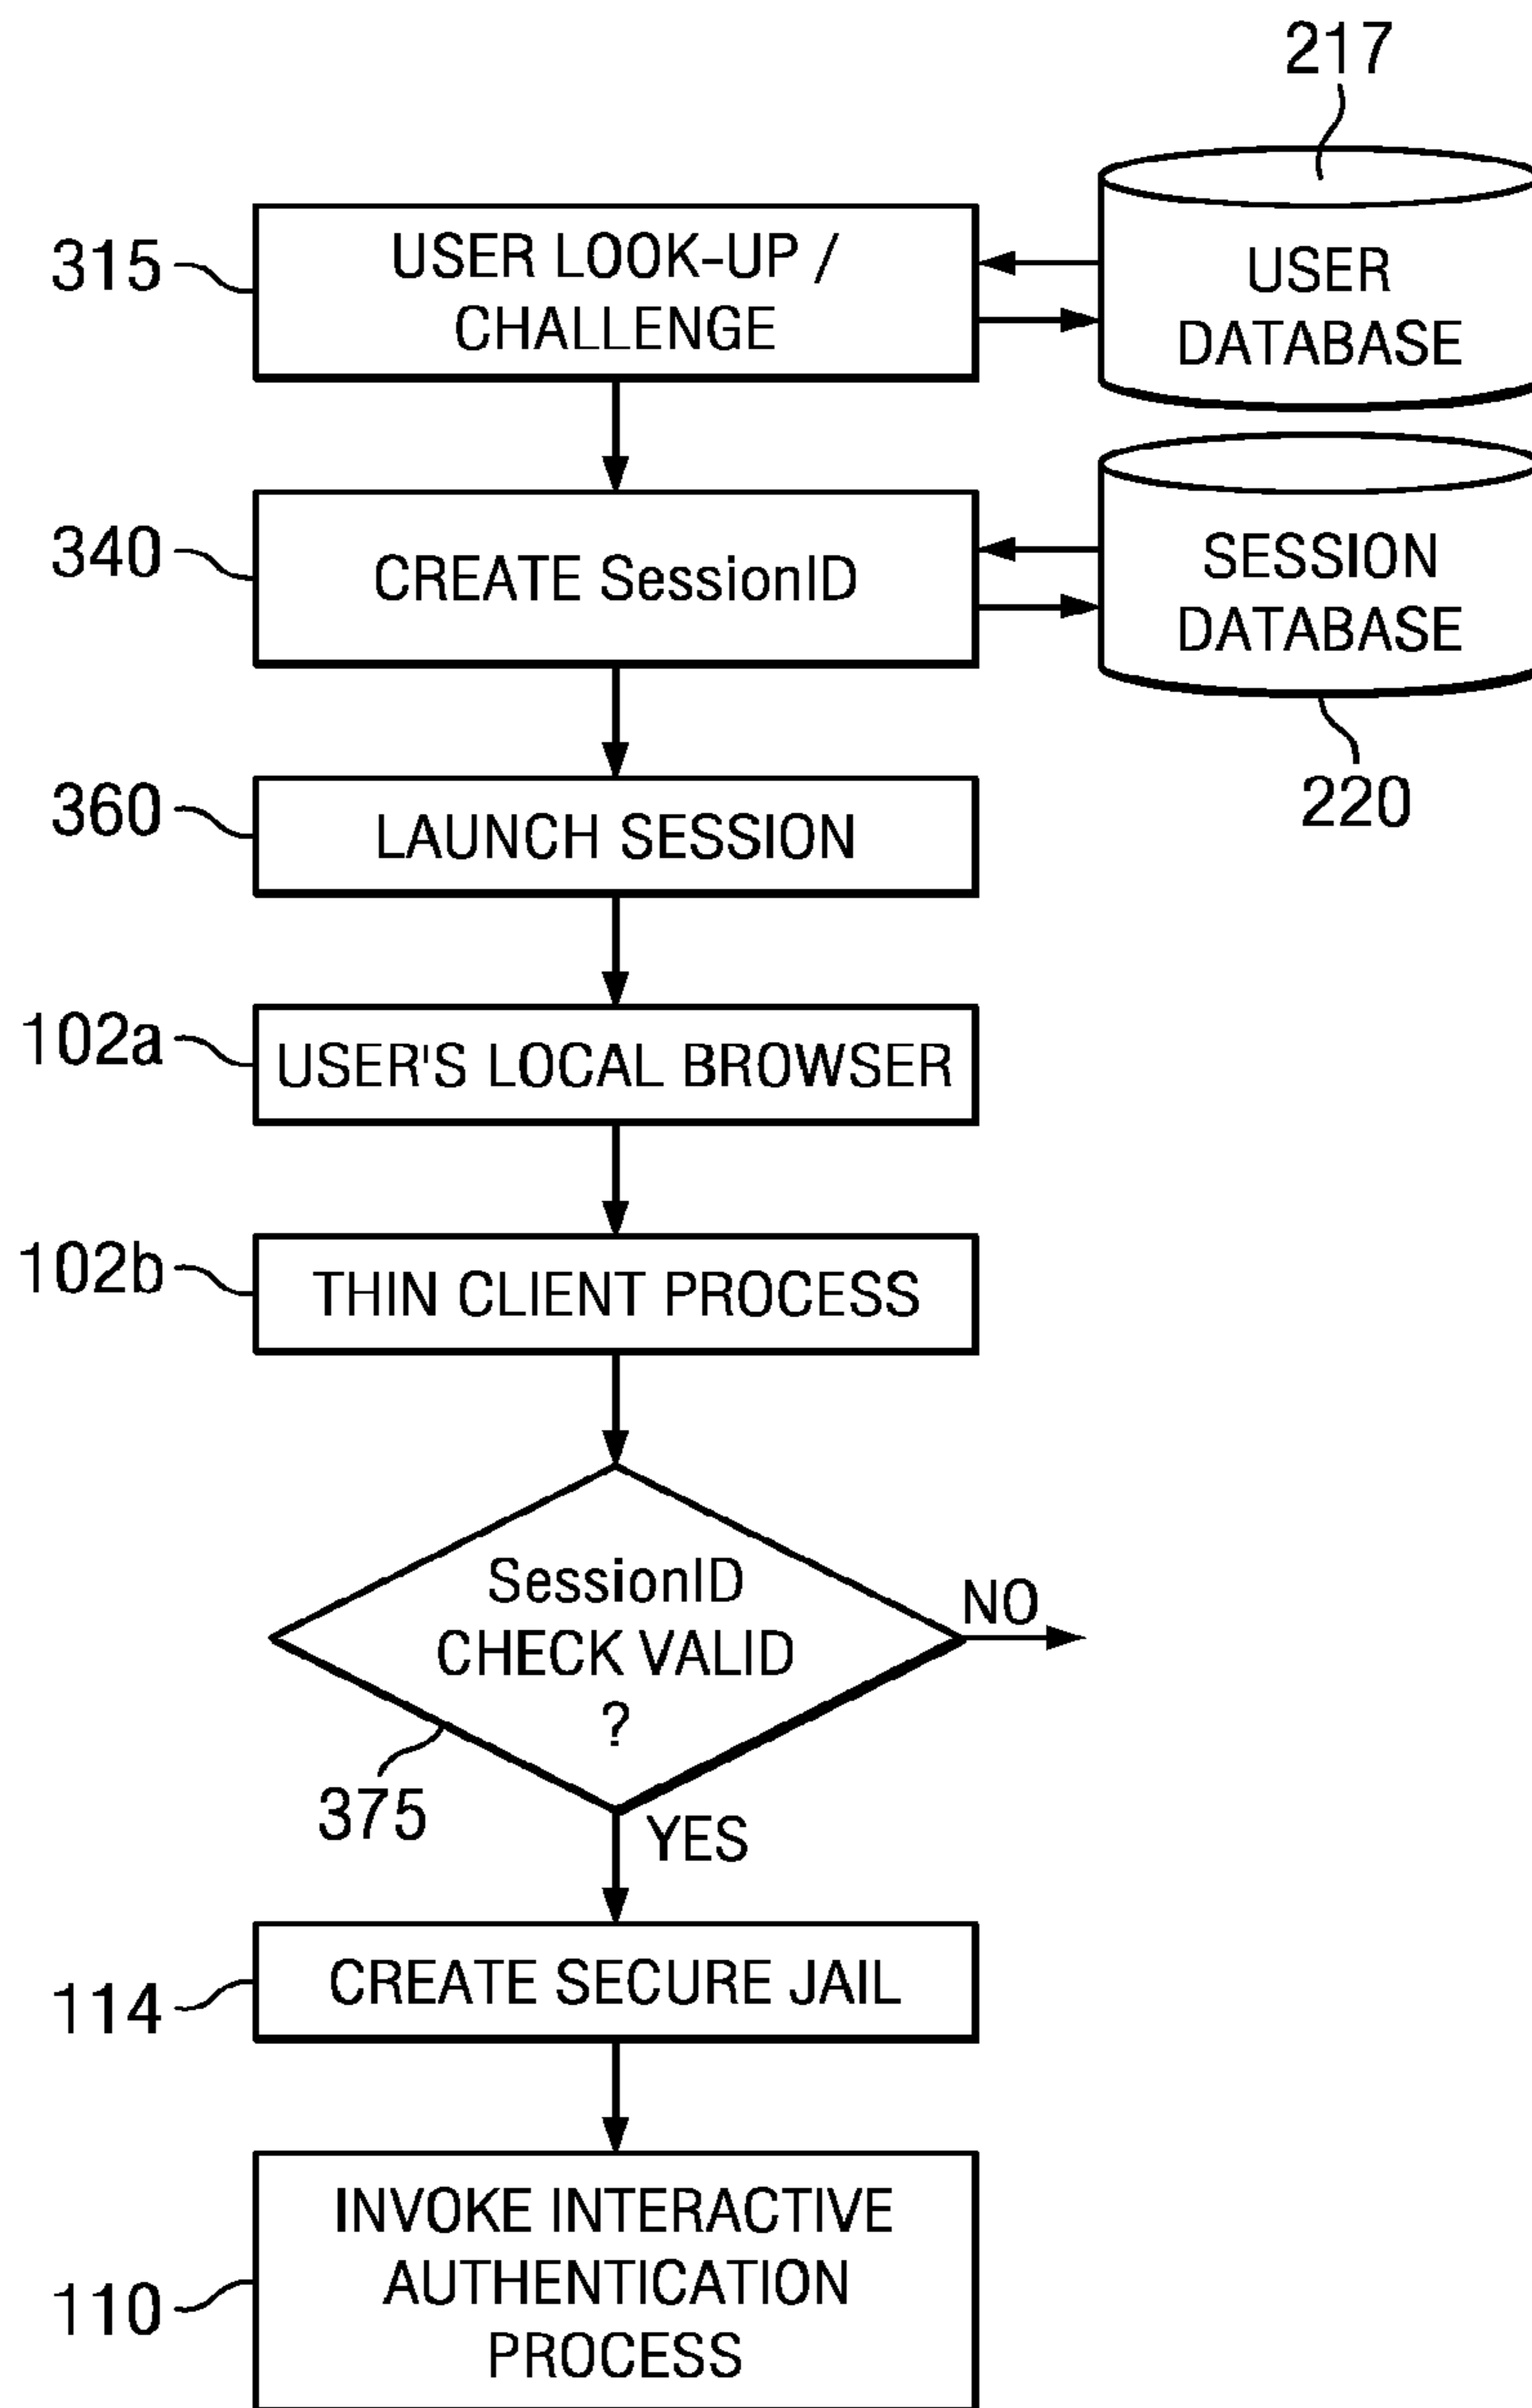 217
315
USER LOOK-UP /
CHALLENGE
USER
DATABASE
340
CREATE SessionID
SESSION
DATABASE
220
360
LAUNCH SESSION
102a
USER'S LOCAL BROWSER
102b
THIN CLIENT PROCESS
SessionID
CHECK VALID
?
NO
375
YES
114
CREATE SECURE JAIL
110
INVOKE INTERACTIVE
AUTHENTICATION
PROCESS